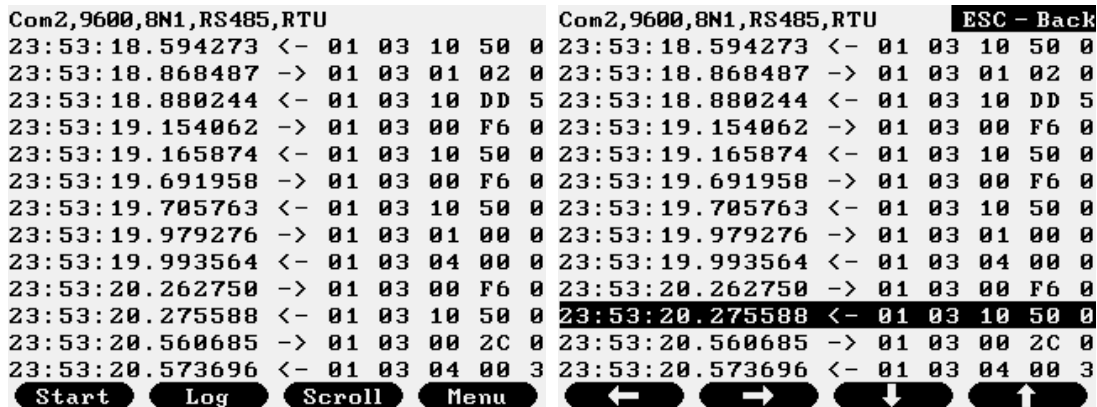 Com2,9600,8N1,RS485,RTU
23:53:18.594273 <- 01 03 10 50 0
23:53:18.868487 -> 01 03 01 02 0
23:53:18.880244 <- 01 03 10 DD 5
23:53:19.154062 -> 01 03 00 F6 0
23:53:19.165874 <- 01 03 10 50 0
23:53:19.691958 -> 01 03 00 F6 0
23:53:19.705763 <- 01 03 10 50 0
23:53:19.979276 -> 01 03 01 00 0
23:53:19.993564 <- 01 03 04 00 0
23:53:20.262750 -> 01 03 00 F6 0
23:53:20.275588 <- 01 03 10 50 0
23:53:20.560685 -> 01 03 00 2C 0
23:53:20.573696 <- 01 03 04 00 3
Start Log Scroll Menu
Com2,9600,8N1,RS485,RTU ESC – Back
23:53:18.594273 <- 01 03 10 50 0
23:53:18.868487 -> 01 03 01 02 0
23:53:18.880244 <- 01 03 10 DD 5
23:53:19.154062 -> 01 03 00 F6 0
23:53:19.165874 <- 01 03 10 50 0
23:53:19.691958 -> 01 03 00 F6 0
23:53:19.705763 <- 01 03 10 50 0
23:53:19.979276 -> 01 03 01 00 0
23:53:19.993564 <- 01 03 04 00 0
23:53:20.262750 -> 01 03 00 F6 0
23:53:20.275588 <- 01 03 10 50 0
23:53:20.560685 -> 01 03 00 2C 0
23:53:20.573696 <- 01 03 04 00 3
← → ↓ ↑